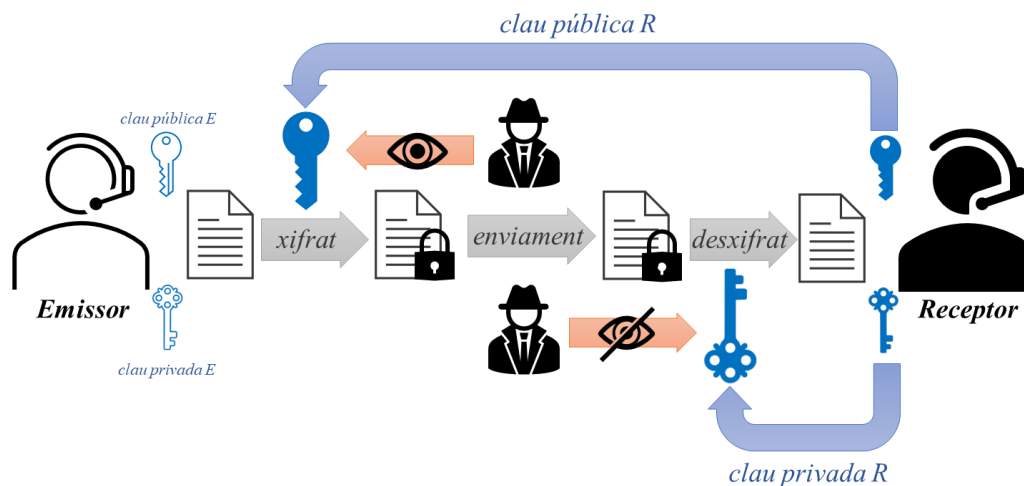 clau pública R
clau pública E
xifrat
enviament
desxifrat
Emissor
Receptor
clau privada E
clau privada R